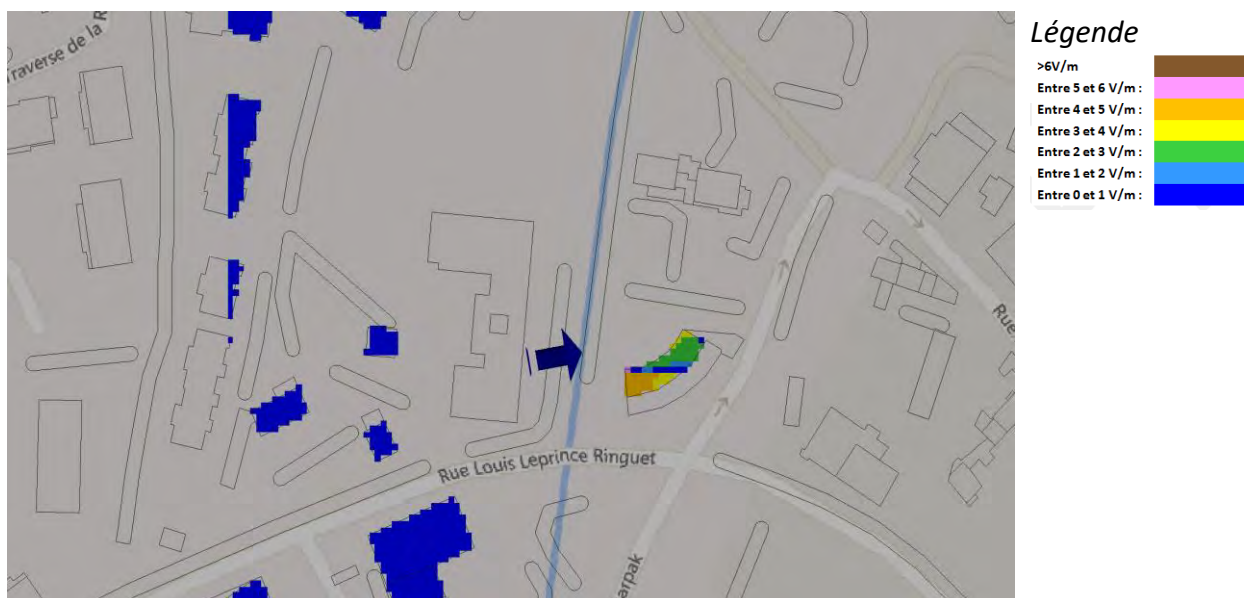 Légende
>6V/m
Entre 5 et 6 V/m :
Entre 4 et 5 V/m :
Entre 3 et 4 V/m :
Entre 2 et 3 V/m :
Entre 1 et 2 V/m :
Entre 0 et 1 V/m :
Traverse de la R
Rue
Rue Louis Leprince Ringuet
arpak